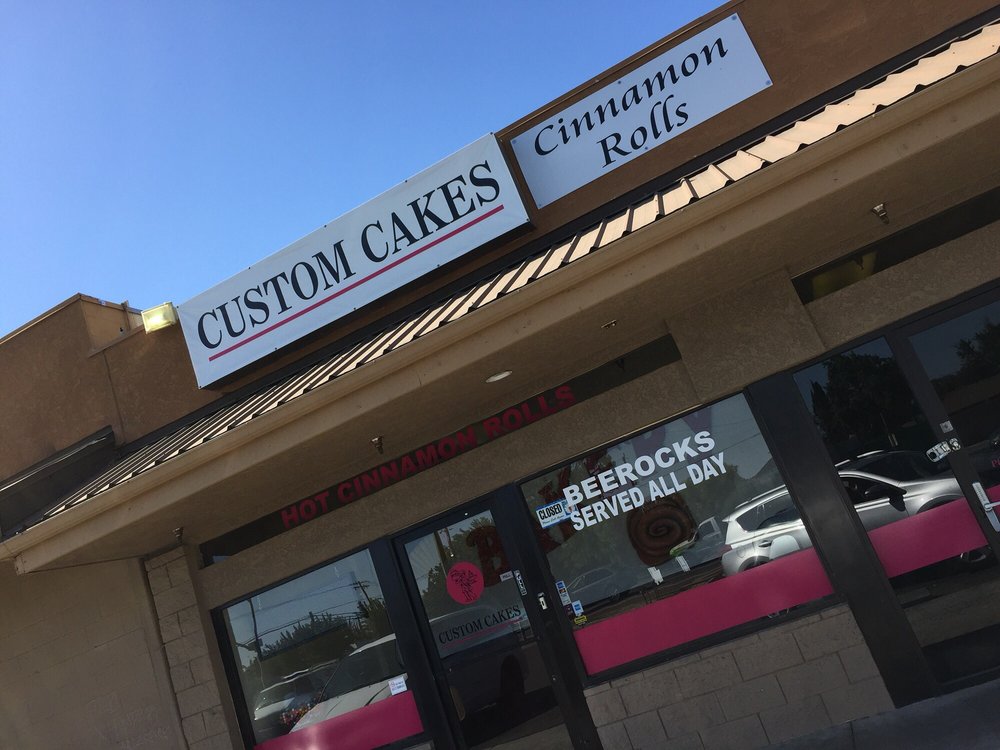 Cinnamon
Rolls
CUSTOM CAKES
HOT CINNAMON ROLLS
BEEROCKS
SERVED ALL DAY
CLOSED
CUSTOM CAKES